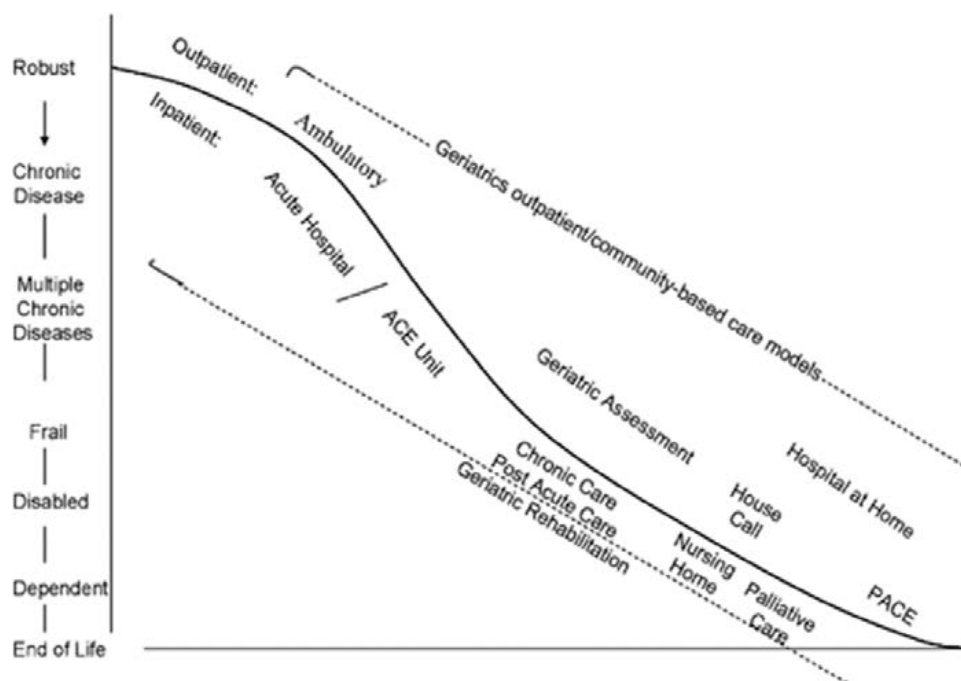 Robust
Chronic
Disease
Multiple
Chronic
Diseases
Frail
Disabled
Dependent
End of Life
Outpatient:
Inpatient:
Ambulatory
Acute Hospital
ACE Unit
Geriatrics outpatient/community-based care models
Geriatric Assessment
Hospital at Home
House
Call
Chronic Care
Post Acute Care
Geriatric Rehabilitation
Nursing
Home
Palliative
Care
PACE